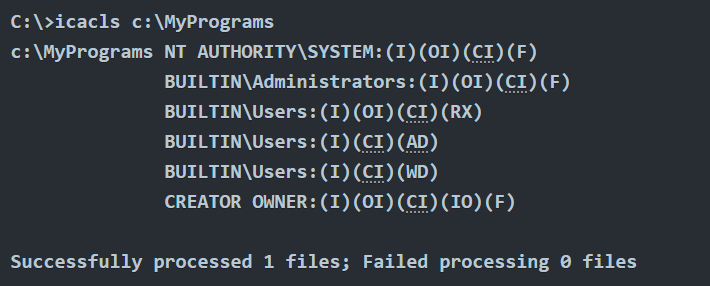 C:\>icacls c:\MyPrograms
c:\MyPrograms NT AUTHORITY\SYSTEM:(I)(OI)(CI)(F)
BUILTIN\Administrators:(I)(OI)(CI)(F)
BUILTIN\Users:(I)(OI)(CI)(RX)
BUILTIN\Users:(I)(CI)(AD)
BUILTIN\Users:(I)(CI)(WD)
CREATOR OWNER:(I)(OI)(CI)(IO)(F)
Successfully processed 1 files; Failed processing 0 files